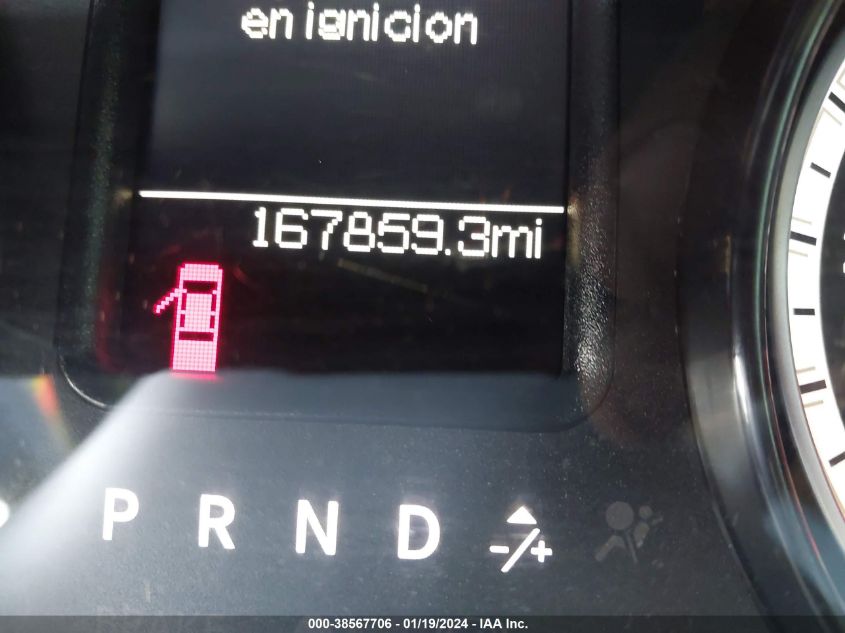 en ignicion
167859.3mi
P R N D -/+
000-38567706 - 01/19/2024 - IAA Inc.